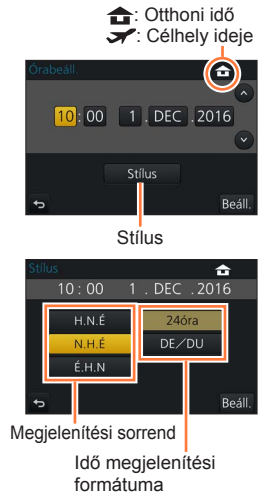 : Otthoni idő
: Célhely ideje
Órabeáll.
10 : 00 1 . DEC . 2016
Stílus
Beáll.
Stílus
Stílus
10 : 00 1 . DEC . 2016
H.N.É 24óra
N.H.É DE/DU
É.H.N
Beáll.
Megjelenítési sorrend
Idő megjelenítési
formátuma